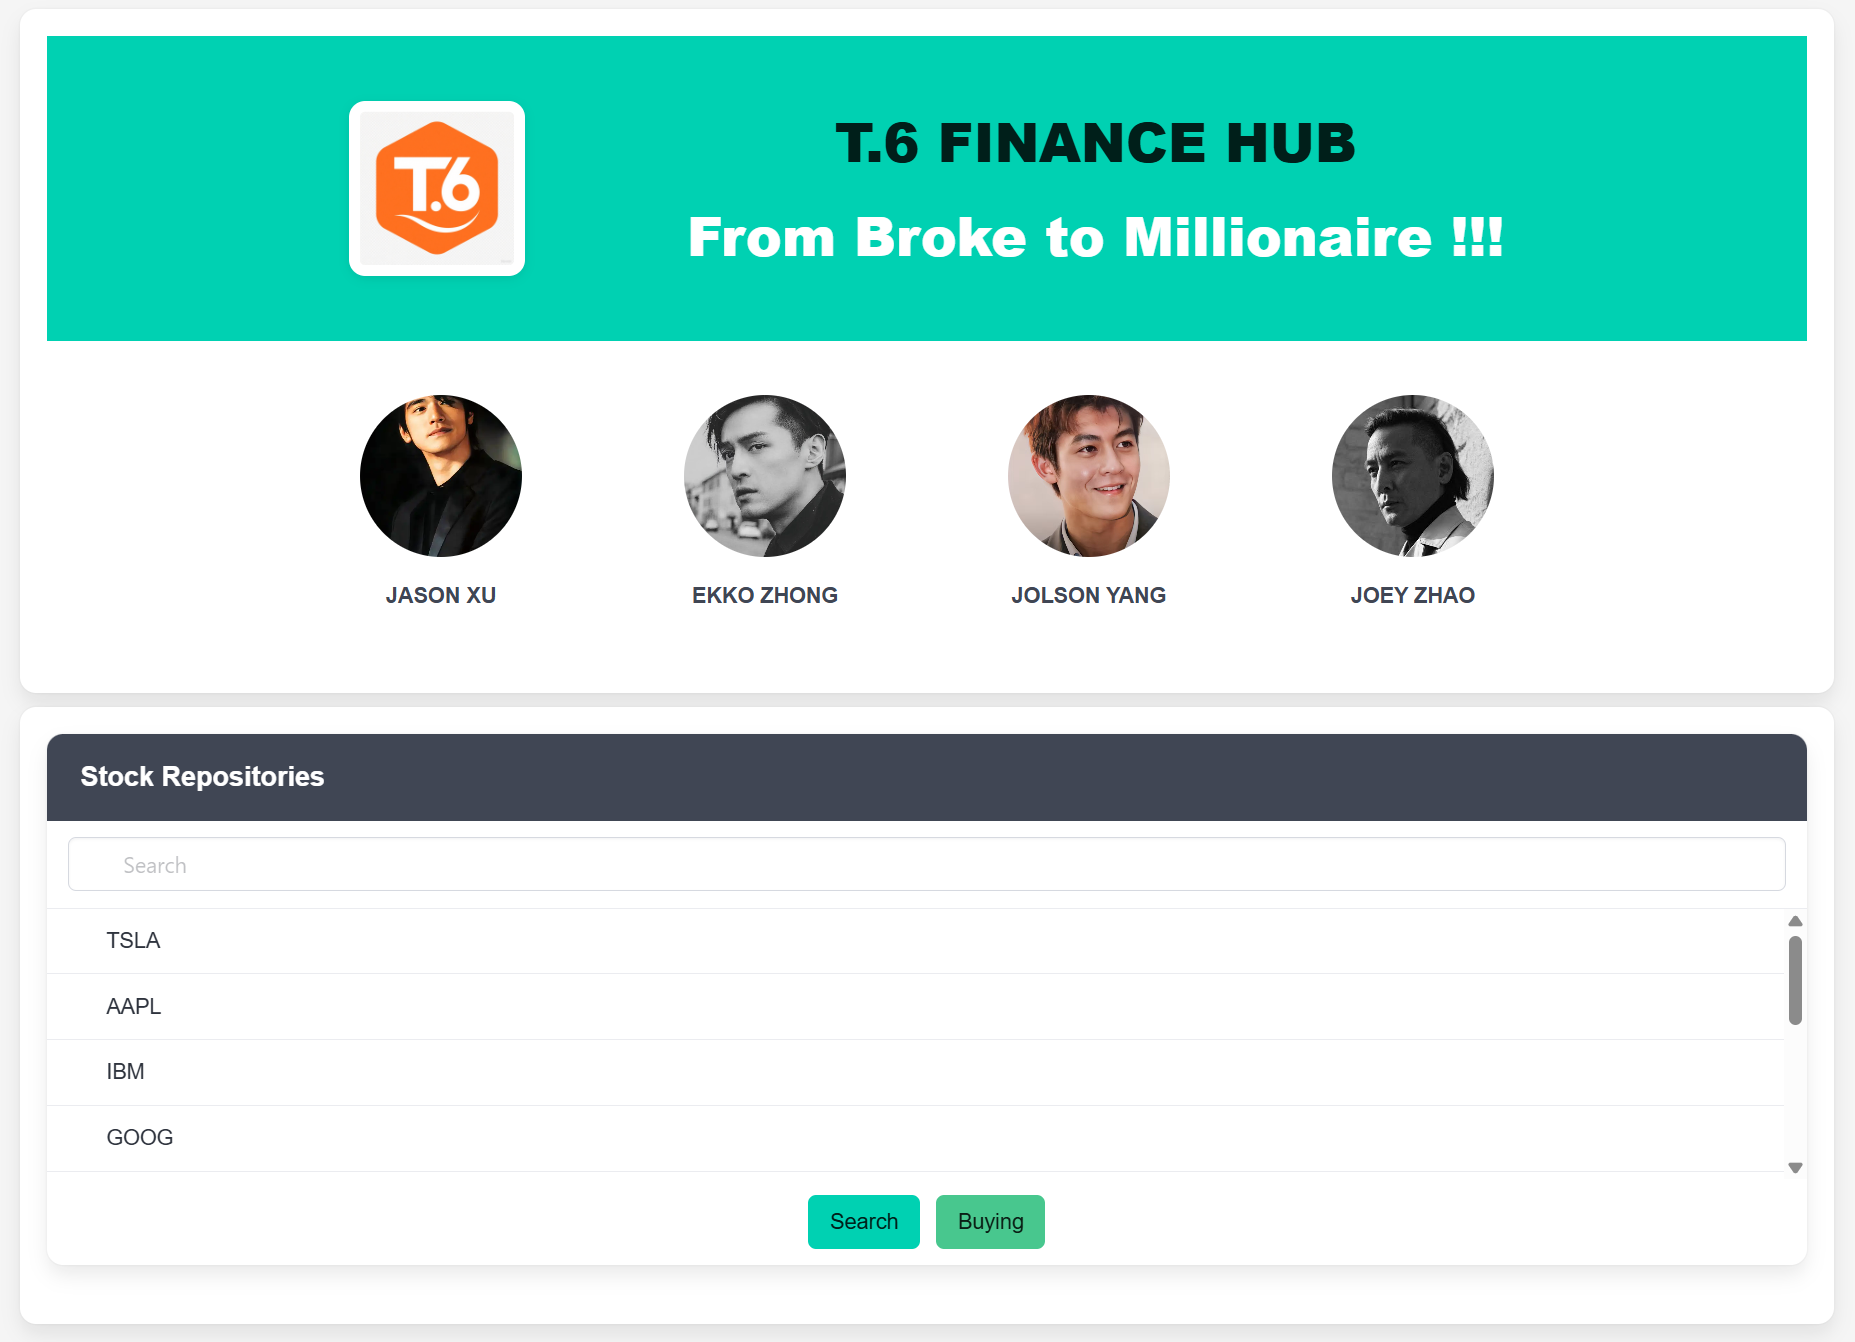 T.6
T.6 FINANCE HUB
From Broke to Millionaire !!!
JASON XU
EKKO ZHONG
JOLSON YANG
JOEY ZHAO
Stock Repositories
Search
TSLA
AAPL
IBM
GOOG
Search
Buying